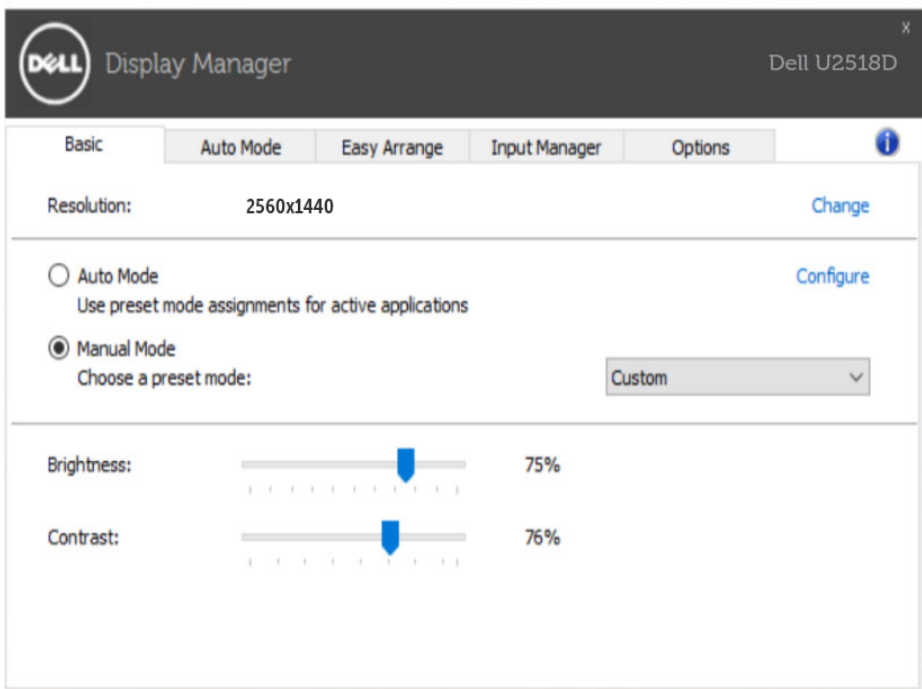 x
DELL Display Manager Dell U2518D
Basic Auto Mode Easy Arrange Input Manager Options i
Resolution: 2560x1440 Change
Auto Mode Configure
Use preset mode assignments for active applications
Manual Mode
Choose a preset mode: Custom
Brightness: 75%
Contrast: 76%